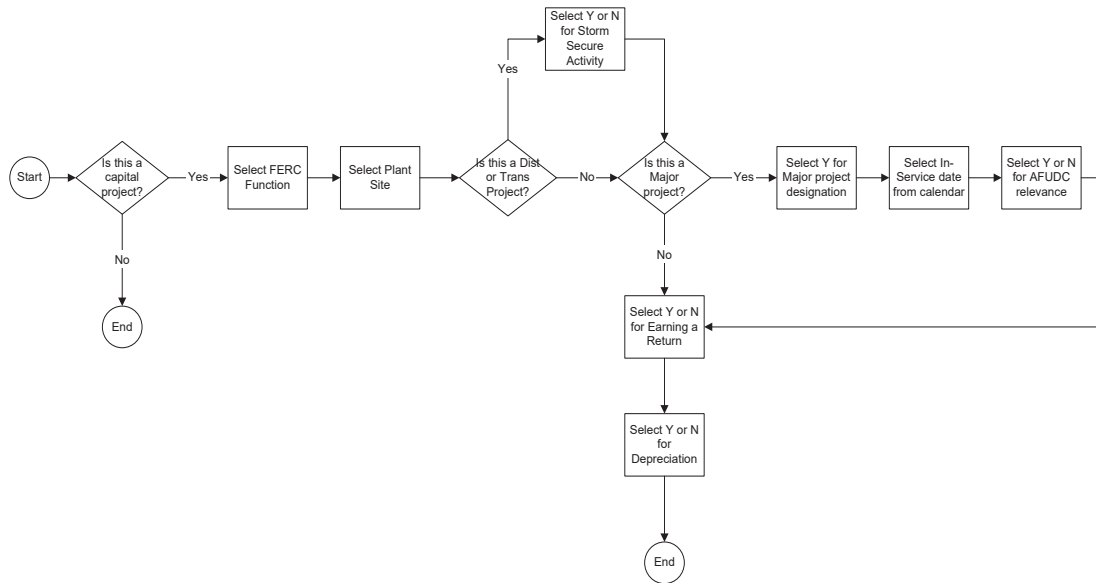 Start
Is this a
capital
project?
Yes
No
End
Select FERC
Function
Select Plant
Site
Is this a Dist
or Trans
Project?
Yes
Select Y or N
for Storm
Secure
Activity
No
Is this a
Major
project?
Yes
Select Y for
Major project
designation
Select In-
Service date
from calendar
Select Y or N
for AFUDC
relevance
No
Select Y or N
for Earning a
Return
Select Y or N
for
Depreciation
End